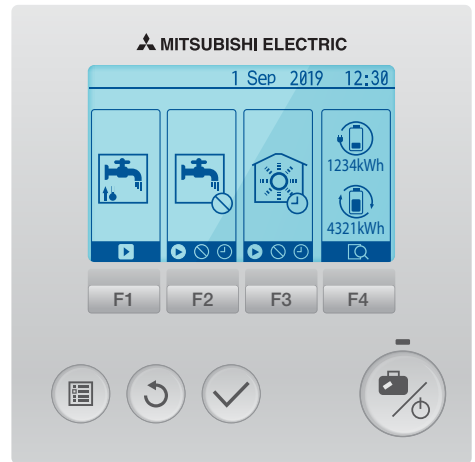 MITSUBISHI ELECTRIC
1 Sep 2019 12:30
1234kWh
4321kWh
F1 F2 F3 F4